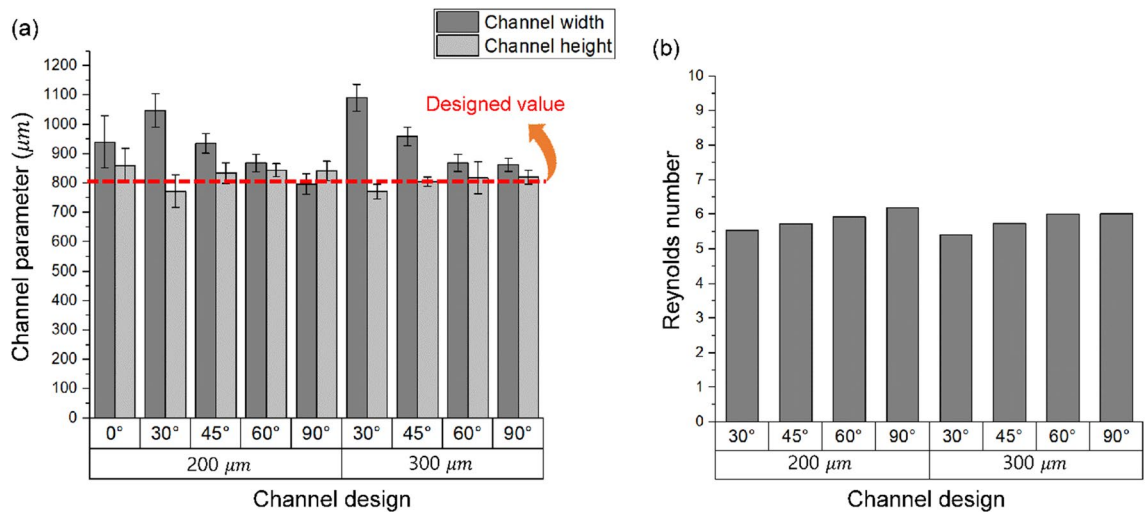 (a)
Channel width
Channel height
Designed value
Channel parameter (μm)
1200
1100
1000
900
800
700
600
500
400
300
200
100
0
0° 30° 45° 60° 90° 30° 45° 60° 90°
200 μm 300 μm
Channel design
(b)
Reynolds number
10
9
8
7
6
5
4
3
2
1
0
30° 45° 60° 90° 30° 45° 60° 90°
200 μm 300 μm
Channel design